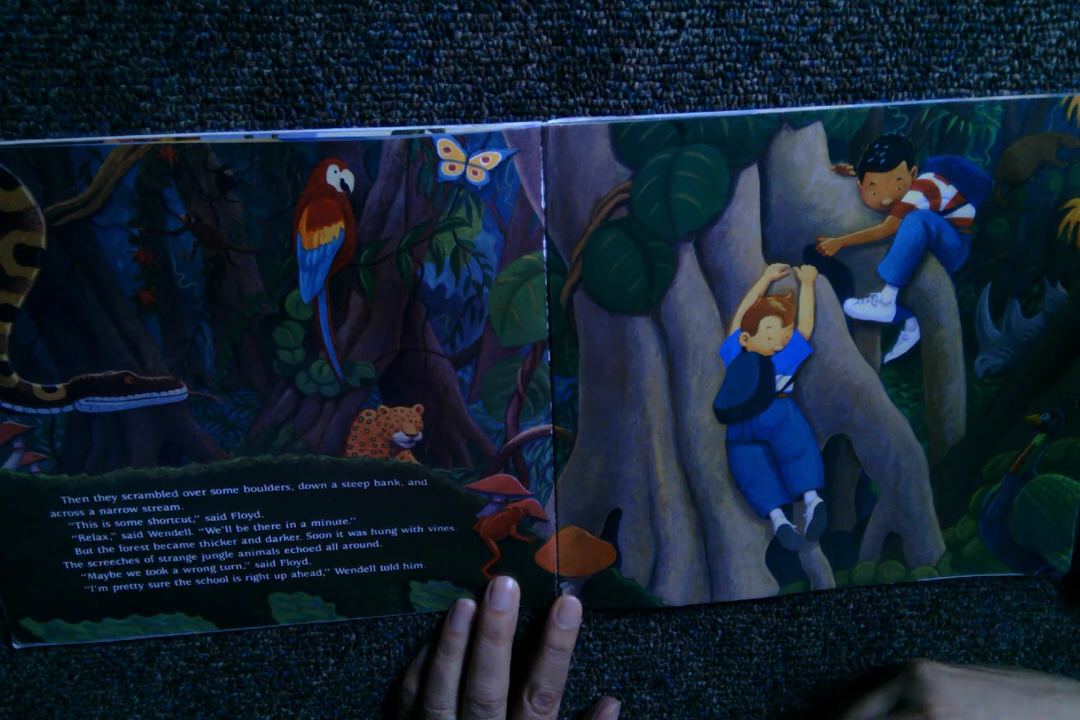 Then they scrambled over some boulders, down a steep bank, and
across a narrow stream.
"This is some shortcut," said Floyd.
"Relax," said Wendell. "We'll be there in a minute."
But the forest became thicker and darker. Soon it was hung with vines.
The screeches of strange jungle animals echoed all around.
"Maybe we took a wrong turn," said Floyd.
"I'm pretty sure the school is right up ahead," Wendell told him.